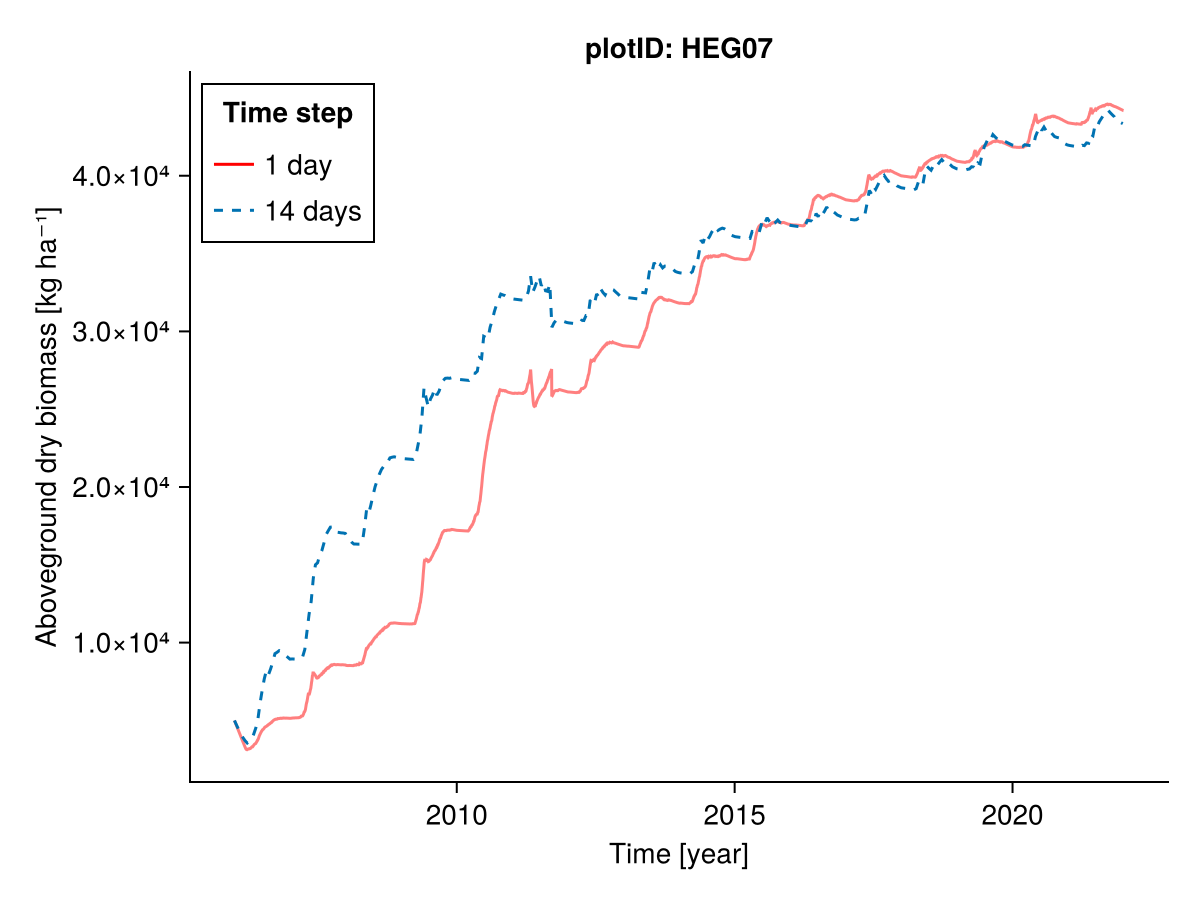 plotID: HEG07
Time step
1 day
14 days
4.0×10⁴
3.0×10⁴
2.0×10⁴
1.0×10⁴
Aboveground dry biomass [kg ha⁻¹]
2010
2015
2020
Time [year]